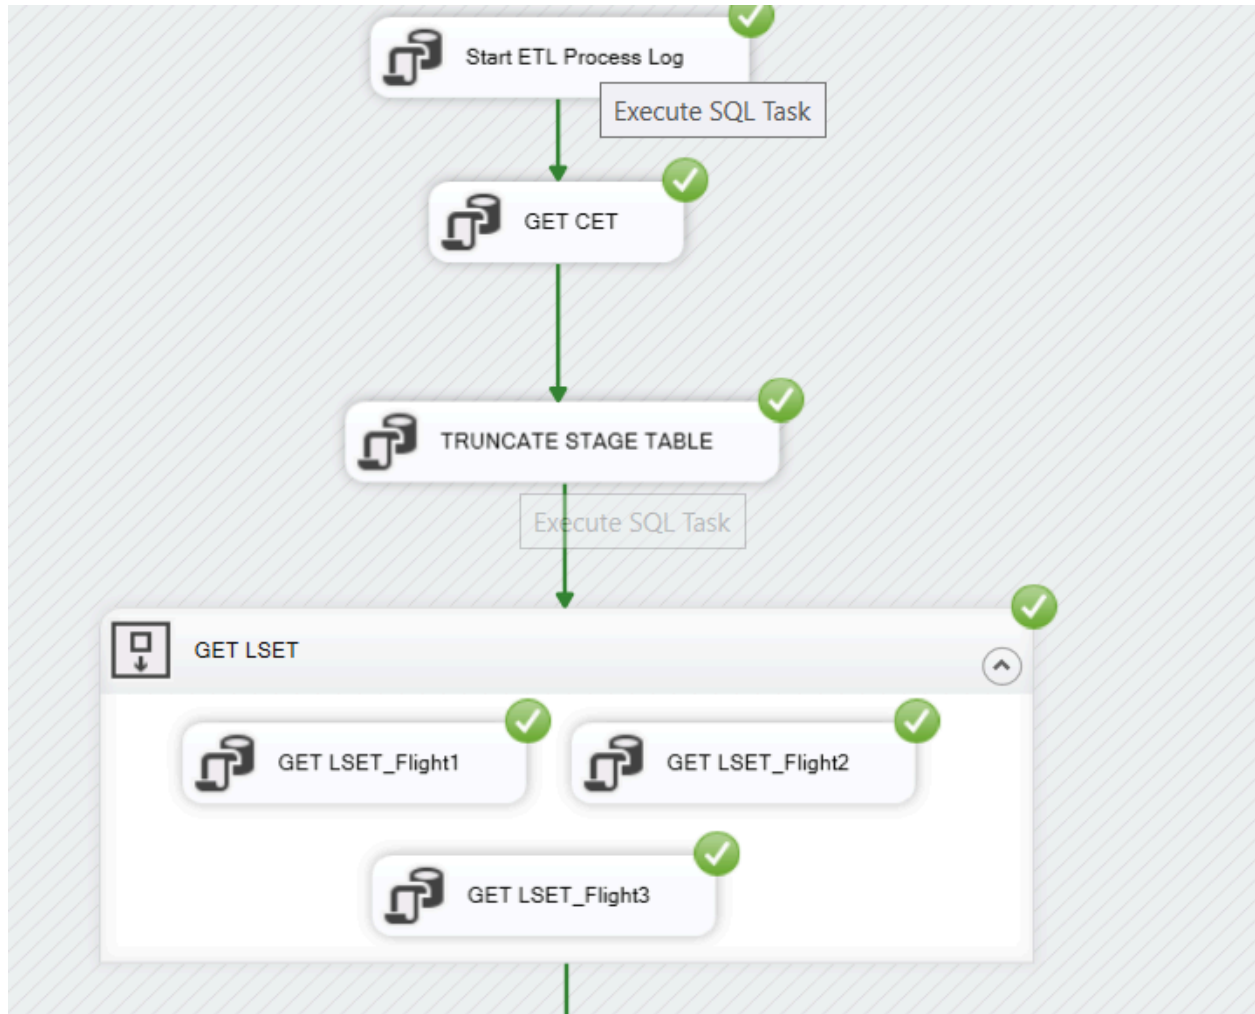 Start ETL Process Log
Execute SQL Task
GET CET
TRUNCATE STAGE TABLE
Execute SQL Task
GET LSET
GET LSET_Flight1
GET LSET_Flight2
GET LSET_Flight3